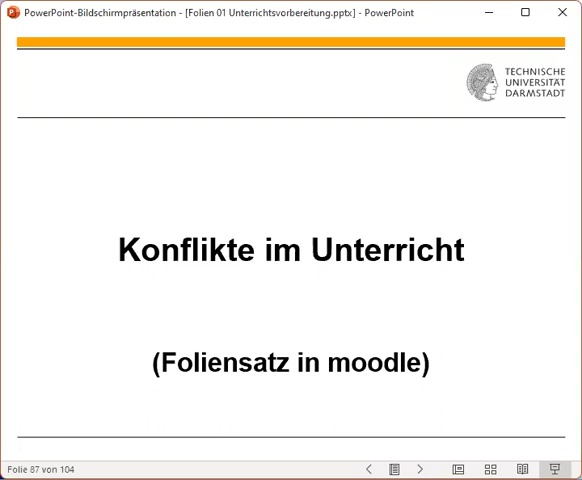 PowerPoint-Bildschirmpräsentation - [Folien 01 Unterrichtsvorbereitung.pptx] - PowerPoint
TECHNISCHE
UNIVERSITÄT
DARMSTADT
Konflikte im Unterricht
(Foliensatz in moodle)
Folie 87 von 104